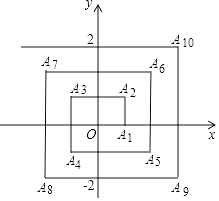 y
2 A₁₀
A₇ A₆
A₃ A₂
O A₁ x
A₄ A₅
A₈ -2 A₉